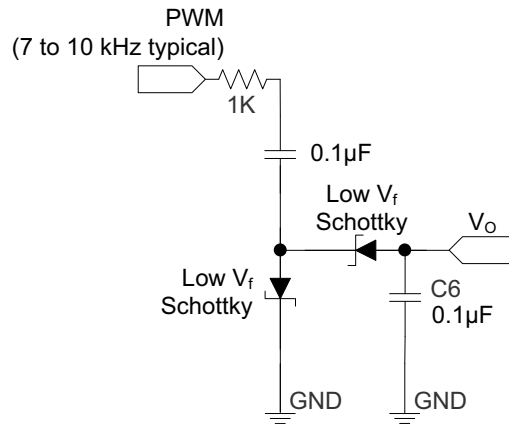 PWM
(7 to 10 kHz typical)
1K
0.1µF
Low Vf
Schottky
VO
Low Vf
Schottky
C6
0.1µF
GND
GND